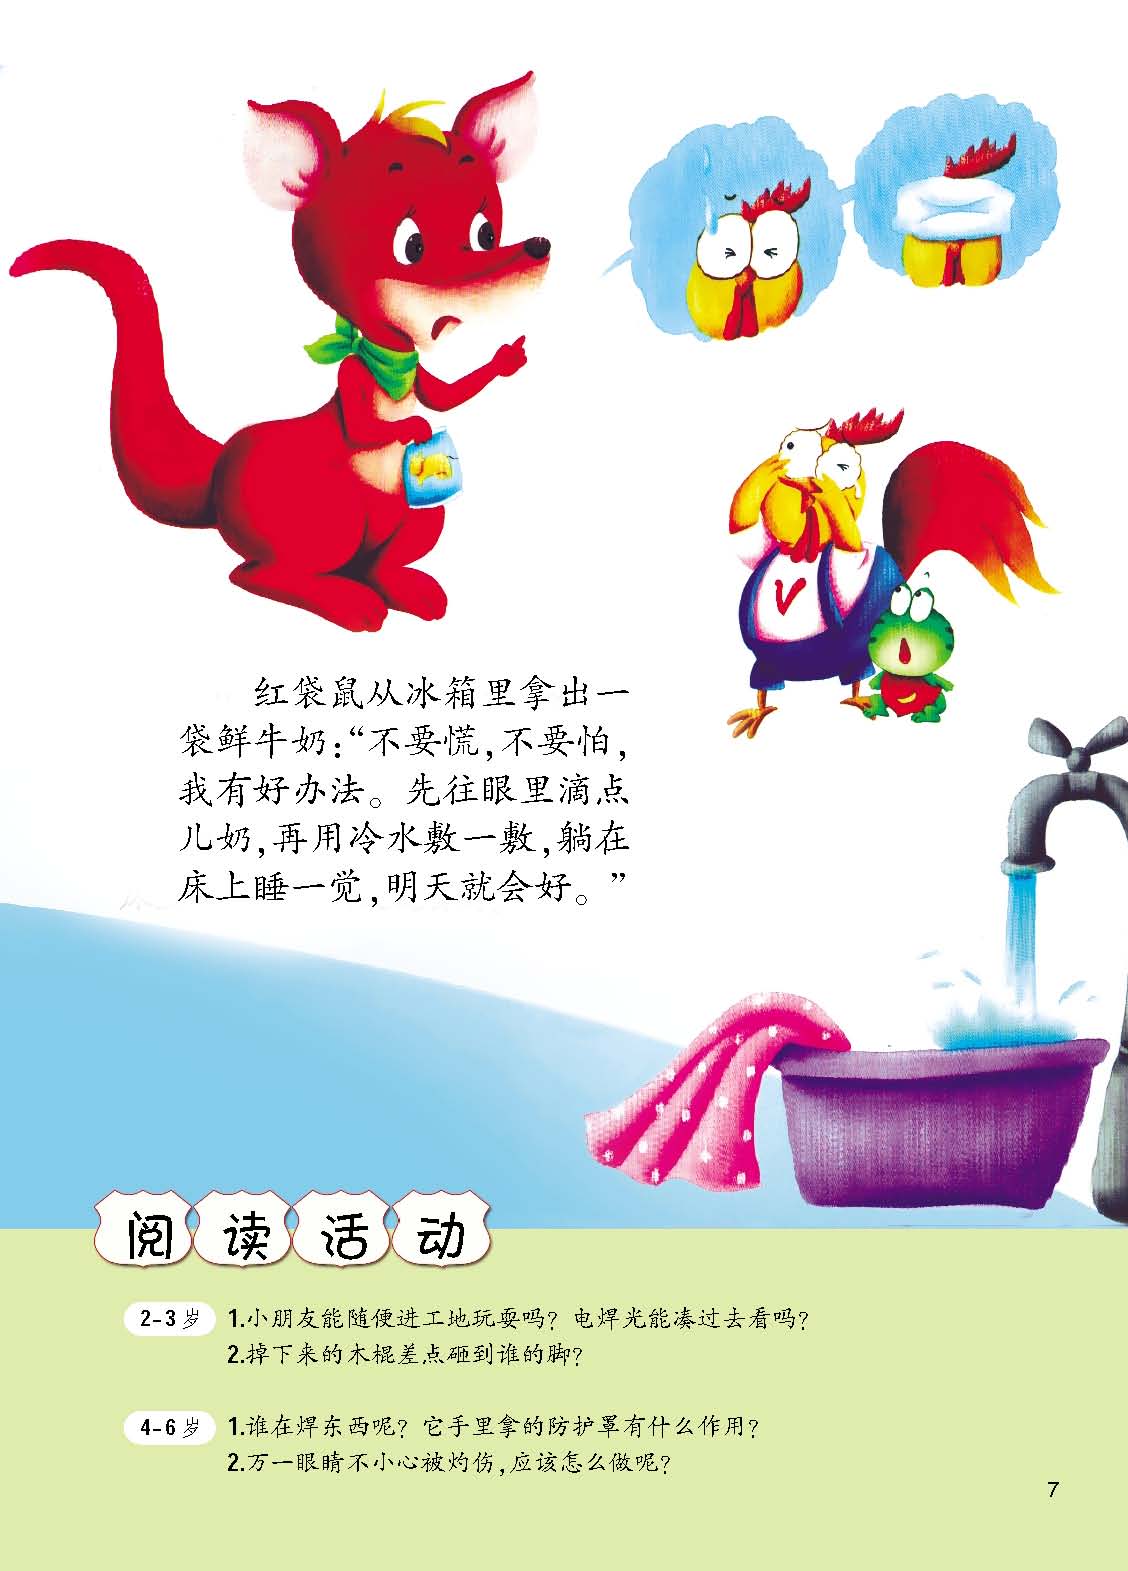 红袋鼠从冰箱里拿出一
袋鲜牛奶：“不要慌，不要怕，
我有好办法。先往眼里滴点
儿奶，再用冷水敷一敷，躺在
床上睡一觉，明天就会好。”
阅读活动
2-3岁 1.小朋友能随便进工地玩耍吗？电焊光能凑过去看吗？
2.掉下来的木棍差点砸到谁的脚？
4-6岁 1.谁在焊东西呢？它手里拿的防护罩有什么作用？
2.万一眼睛不小心被灼伤，应该怎么做呢？
7